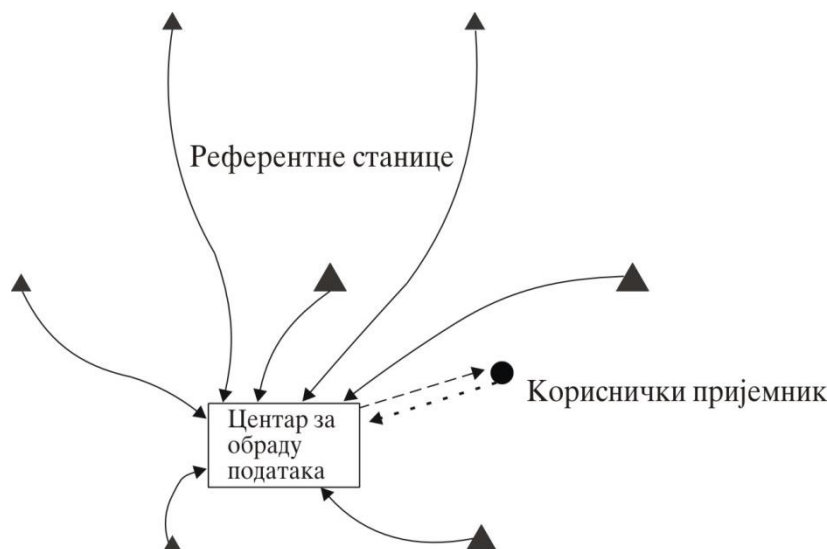 Референтне станице
Кориснички пријемник
Центар за
обраду
података